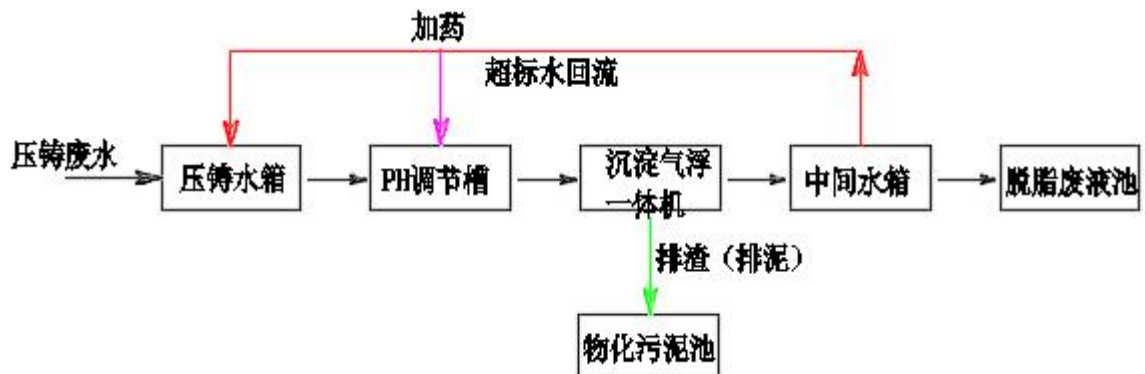 加药
超标水回流
压铸废水
压铸水箱
PH调节槽
沉淀气浮
一体机
中间水箱
脱脂废液池
排渣（排泥）
物化污泥池